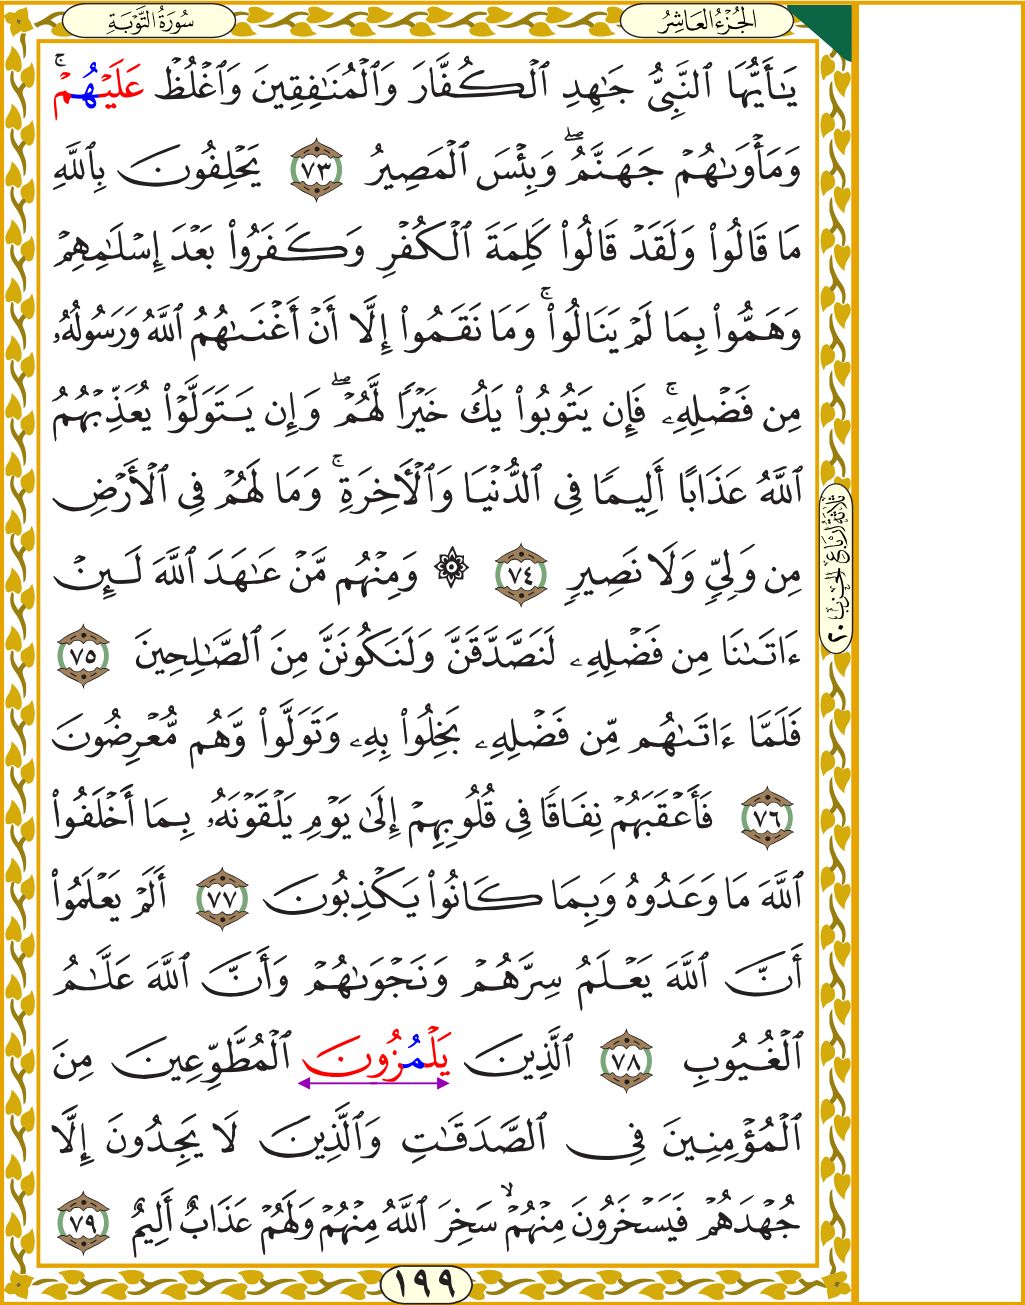 سُورَةُ التَّوْبَةِ
الجُزْءُ العَاشِرُ
يَٰٓأَيُّهَا ٱلنَّبِىُّ جَٰهِدِ ٱلْكُفَّارَ وَٱلْمُنَٰفِقِينَ وَٱغْلُظْ عَلَيْهُمْ ۚ
وَمَأْوَىٰهُمْ جَهَنَّمُ ۖ وَبِئْسَ ٱلْمَصِيرُ ٧٣ يَحْلِفُونَ بِٱللَّهِ
مَا قَالُوا۟ وَلَقَدْ قَالُوا۟ كَلِمَةَ ٱلْكُفْرِ وَكَفَرُوا۟ بَعْدَ إِسْلَٰمِهِمْ
وَهَمُّوا۟ بِمَا لَمْ يَنَالُوا۟ ۚ وَمَا نَقَمُوا۟ إِلَّآ أَنْ أَغْنَىٰهُمُ ٱللَّهُ وَرَسُولُهُۥ
مِن فَضْلِهِۦ ۚ فَإِن يَتُوبُوا۟ يَكُ خَيْرًا لَّهُمْ ۖ وَإِن يَتَوَلَّوْا۟ يُعَذِّبْهُمُ
ٱللَّهُ عَذَابًا أَلِيمًا فِى ٱلدُّنْيَا وَٱلْأَخِرَةِ ۚ وَمَا لَهُمْ فِى ٱلْأَرْضِ
مِن وَلِىٍّ وَلَا نَصِيرٍ ٧٤ ۞ وَمِنْهُم مَّنْ عَٰهَدَ ٱللَّهَ لَئِنْ
ءَاتَىٰنَا مِن فَضْلِهِۦ لَنَصَّدَّقَنَّ وَلَنَكُونَنَّ مِنَ ٱلصَّٰلِحِينَ ٧٥
فَلَمَّآ ءَاتَىٰهُم مِّن فَضْلِهِۦ بَخِلُوا۟ بِهِۦ وَتَوَلَّوا۟ وَّهُم مُّعْرِضُونَ
٧٦ فَأَعْقَبَهُمْ نِفَاقًا فِى قُلُوبِهِمْ إِلَىٰ يَوْمِ يَلْقَوْنَهُۥ بِمَآ أَخْلَفُوا۟
ٱللَّهَ مَا وَعَدُوهُ وَبِمَا كَانُوا۟ يَكْذِبُونَ ٧٧ أَلَمْ يَعْلَمُوٓا۟
أَنَّ ٱللَّهَ يَعْلَمُ سِرَّهُمْ وَنَجْوَىٰهُمْ وَأَنَّ ٱللَّهَ عَلَّٰمُ
ٱلْغُيُوبِ ٧٨ ٱلَّذِينَ يَلْمُزُونَ ٱلْمُطَّوِّعِينَ مِنَ
ٱلْمُؤْمِنِينَ فِى ٱلصَّدَقَٰتِ وَٱلَّذِينَ لَا يَجِدُونَ إِلَّا
جُهْدَهُمْ فَيَسْخَرُونَ مِنْهُمْ ۙ سَخِرَ ٱللَّهُ مِنْهُمْ وَلَهُمْ عَذَابٌ أَلِيمٌ ٧٩
ثَلَاثَةُ أَرْبَاعِ الحِزْبِ ٢٠
١٩٩